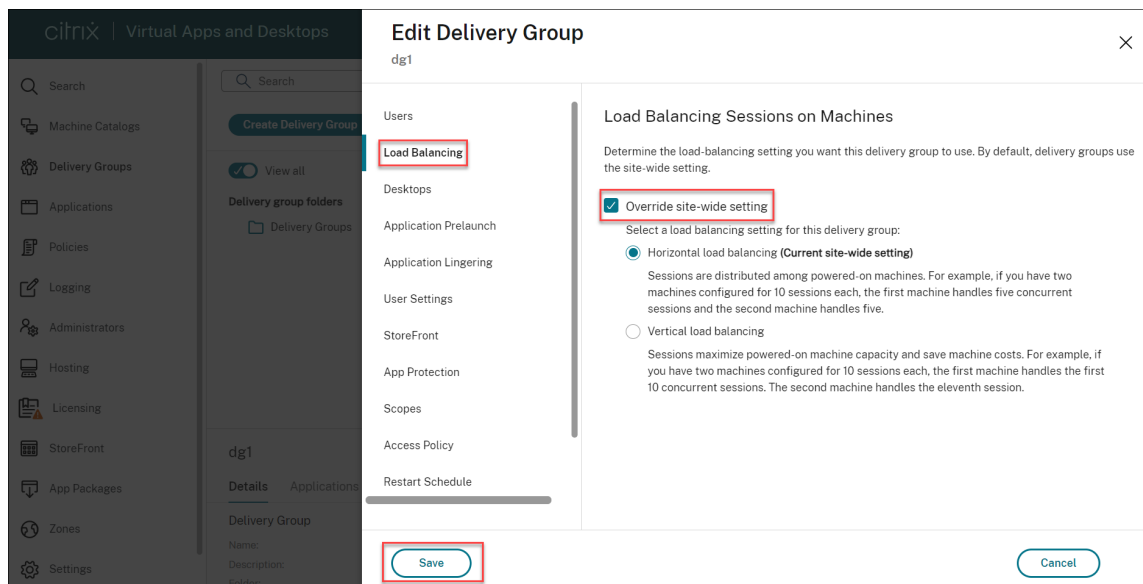 citrix | Virtual Apps and Desktops
Search
Machine Catalogs
Delivery Groups
Applications
Policies
Logging
Administrators
Hosting
Licensing
StoreFront
App Packages
Zones
Settings
Search
Create Delivery Group
View all
Delivery group folders
Delivery Groups
dg1
Details Applications
Delivery Group
Name:
Description:
Folder:
Edit Delivery Group
dg1
Users
Load Balancing
Desktops
Application Prelaunch
Application Lingering
User Settings
StoreFront
App Protection
Scopes
Access Policy
Restart Schedule
Load Balancing Sessions on Machines
Determine the load-balancing setting you want this delivery group to use. By default, delivery groups use
the site-wide setting.
Override site-wide setting
Select a load balancing setting for this delivery group:
Horizontal load balancing (Current site-wide setting)
Sessions are distributed among powered-on machines. For example, if you have two
machines configured for 10 sessions each, the first machine handles five concurrent
sessions and the second machine handles five.
Vertical load balancing
Sessions maximize powered-on machine capacity and save machine costs. For example, if
you have two machines configured for 10 sessions each, the first machine handles the first
10 concurrent sessions. The second machine handles the eleventh session.
Save
Cancel